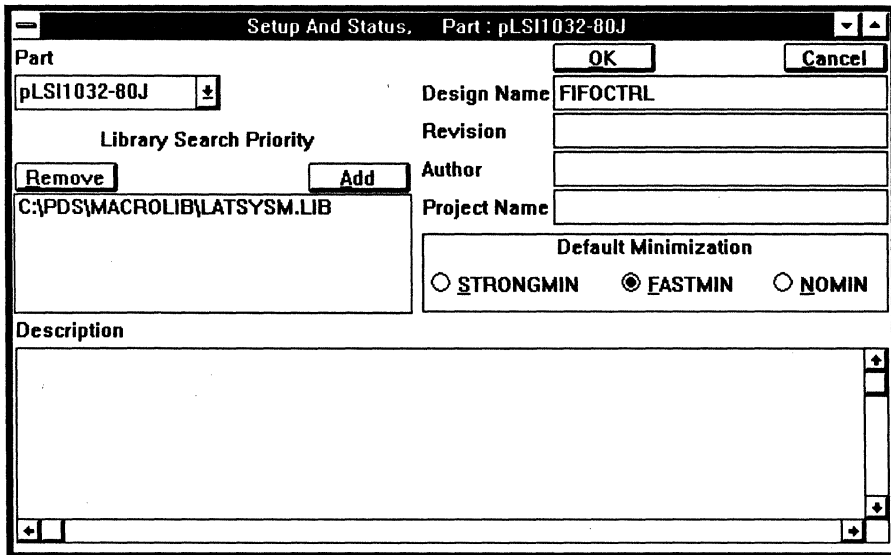 Setup And Status,    Part : pLSI1032-80J
Part
pLSI1032-80J
Library Search Priority
Remove
Add
C:\PDS\MACROLIB\LATSYSM.LIB
OK
Cancel
Design Name FIFOCTRL
Revision
Author
Project Name
Default Minimization
STRONGMIN
FASTMIN
NOMIN
Description